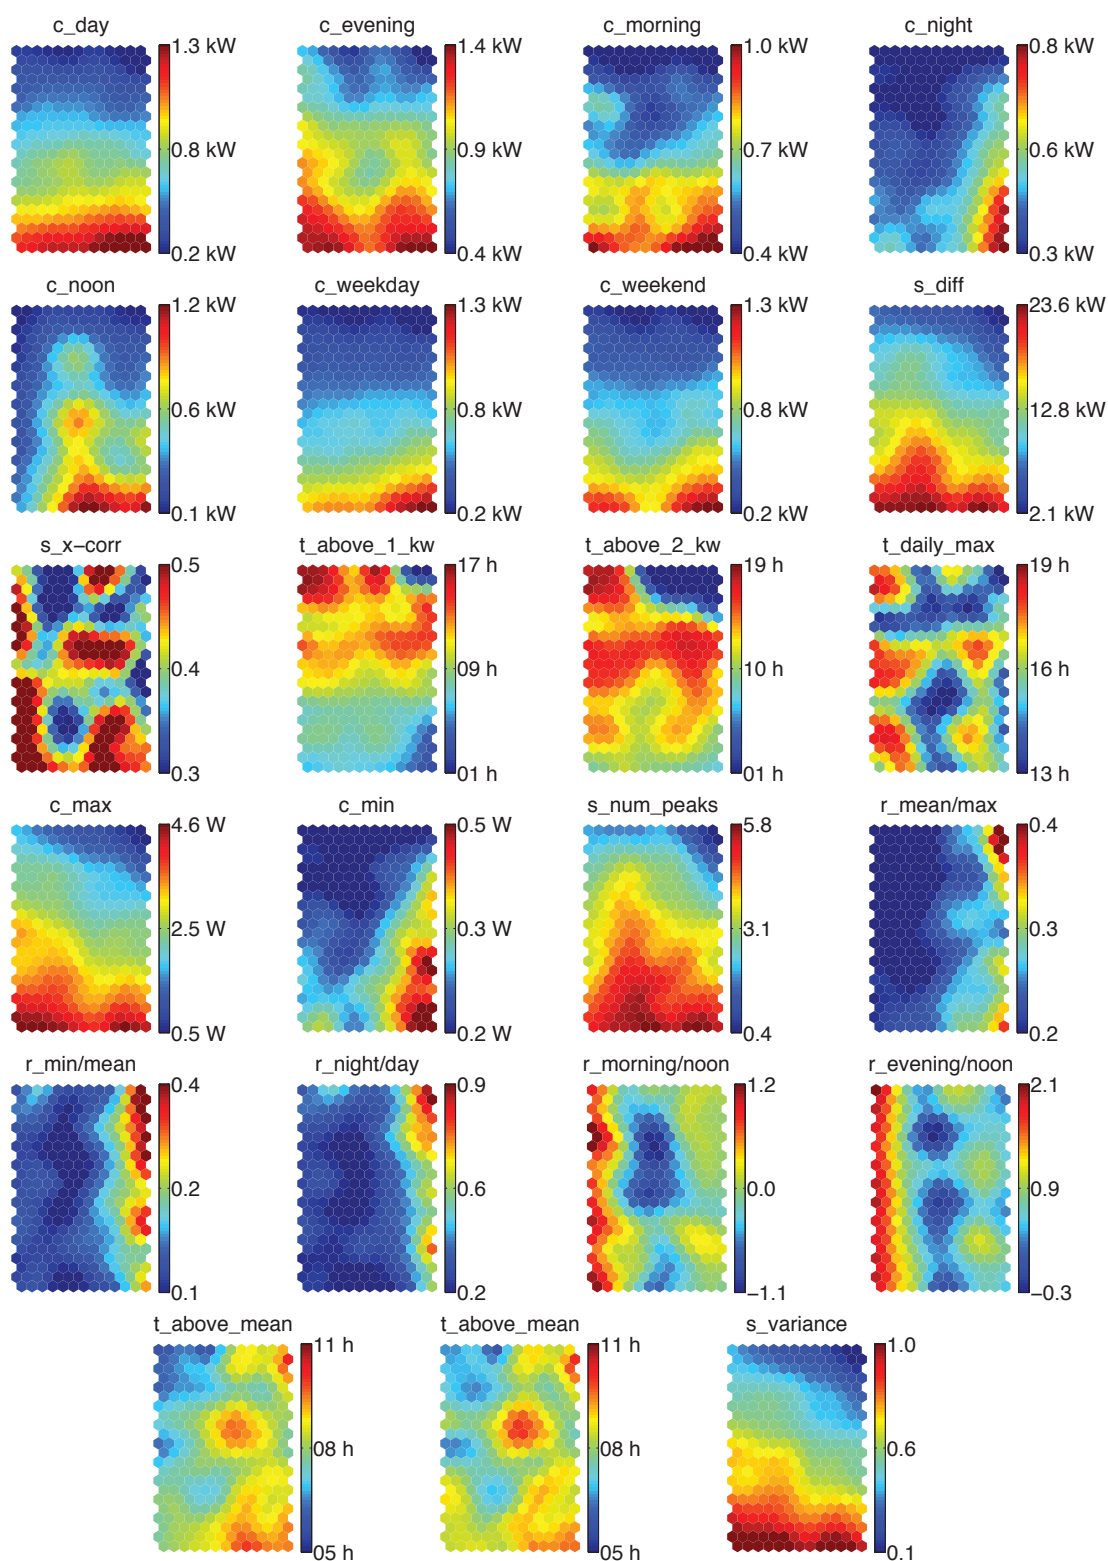 c_day c_evening c_morning c_night
1.3 kW 1.4 kW 1.0 kW 0.8 kW
0.8 kW 0.9 kW 0.7 kW 0.6 kW
0.2 kW 0.4 kW 0.4 kW 0.3 kW
c_noon c_weekday c_weekend s_diff
1.2 kW 1.3 kW 1.3 kW 23.6 kW
0.6 kW 0.8 kW 0.8 kW 12.8 kW
0.1 kW 0.2 kW 0.2 kW 2.1 kW
s_x-corr t_above_1_kw t_above_2_kw t_daily_max
0.5 17 h 19 h 19 h
0.4 09 h 10 h 16 h
0.3 01 h 01 h 13 h
c_max c_min s_num_peaks r_mean/max
4.6 W 0.5 W 5.8 0.4
2.5 W 0.3 W 3.1 0.3
0.5 W 0.2 W 0.4 0.2
r_min/mean r_night/day r_morning/noon r_evening/noon
0.4 0.9 1.2 2.1
0.2 0.6 0.0 0.9
0.1 0.2 −1.1 −0.3
t_above_mean t_above_mean s_variance
11 h 11 h 1.0
08 h 08 h 0.6
05 h 05 h 0.1